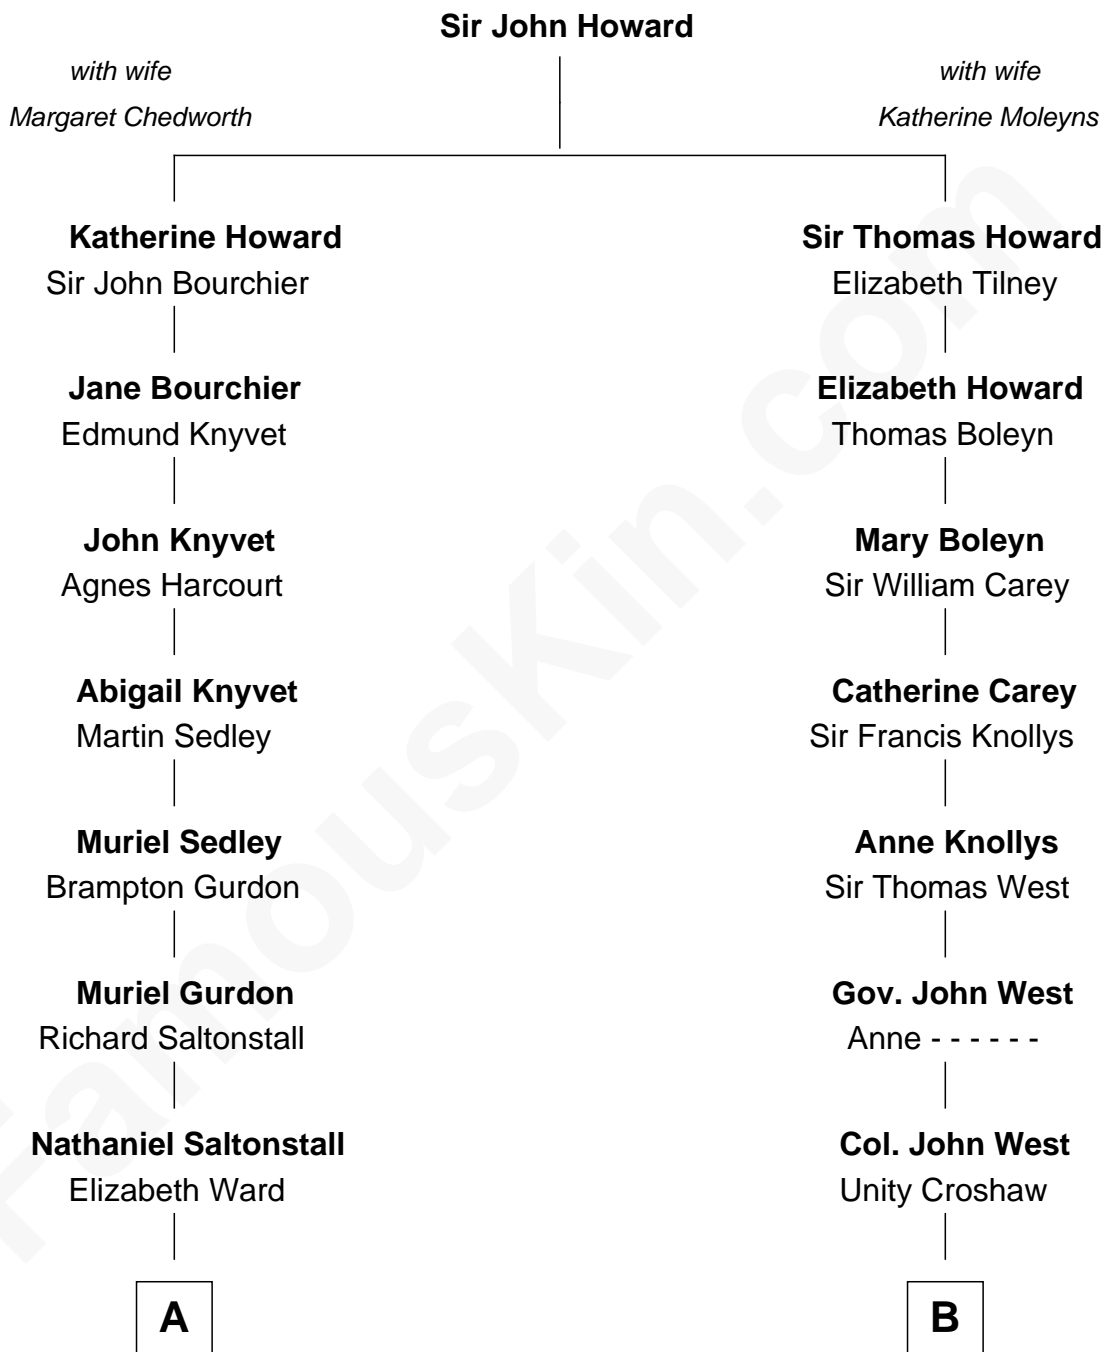 Sir John Howard
with wife
Margaret Chedworth
with wife
Katherine Moleyns
Katherine Howard
Sir John Bourchier
Sir Thomas Howard
Elizabeth Tilney
Jane Bourchier
Edmund Knyvet
Elizabeth Howard
Thomas Boleyn
John Knyvet
Agnes Harcourt
Mary Boleyn
Sir William Carey
Abigail Knyvet
Martin Sedley
Catherine Carey
Sir Francis Knollys
Muriel Sedley
Brampton Gurdon
Anne Knollys
Sir Thomas West
Muriel Gurdon
Richard Saltonstall
Gov. John West
Anne - - - - - -
Nathaniel Saltonstall
Elizabeth Ward
Col. John West
Unity Croshaw
A
B
FamousKin.com